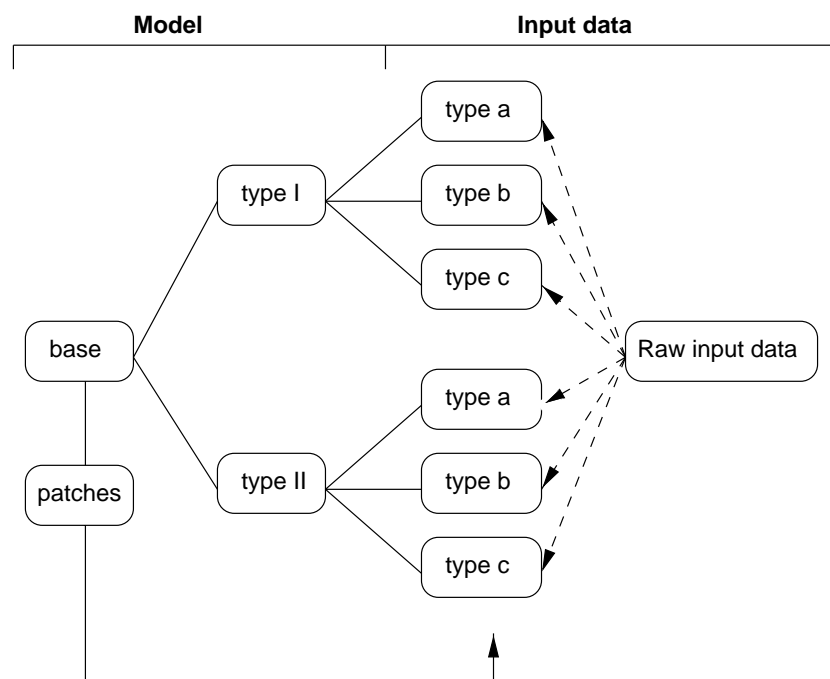 Model
Input data
type a
type I
type b
type c
base
Raw input data
type a
patches
type II
type b
type c